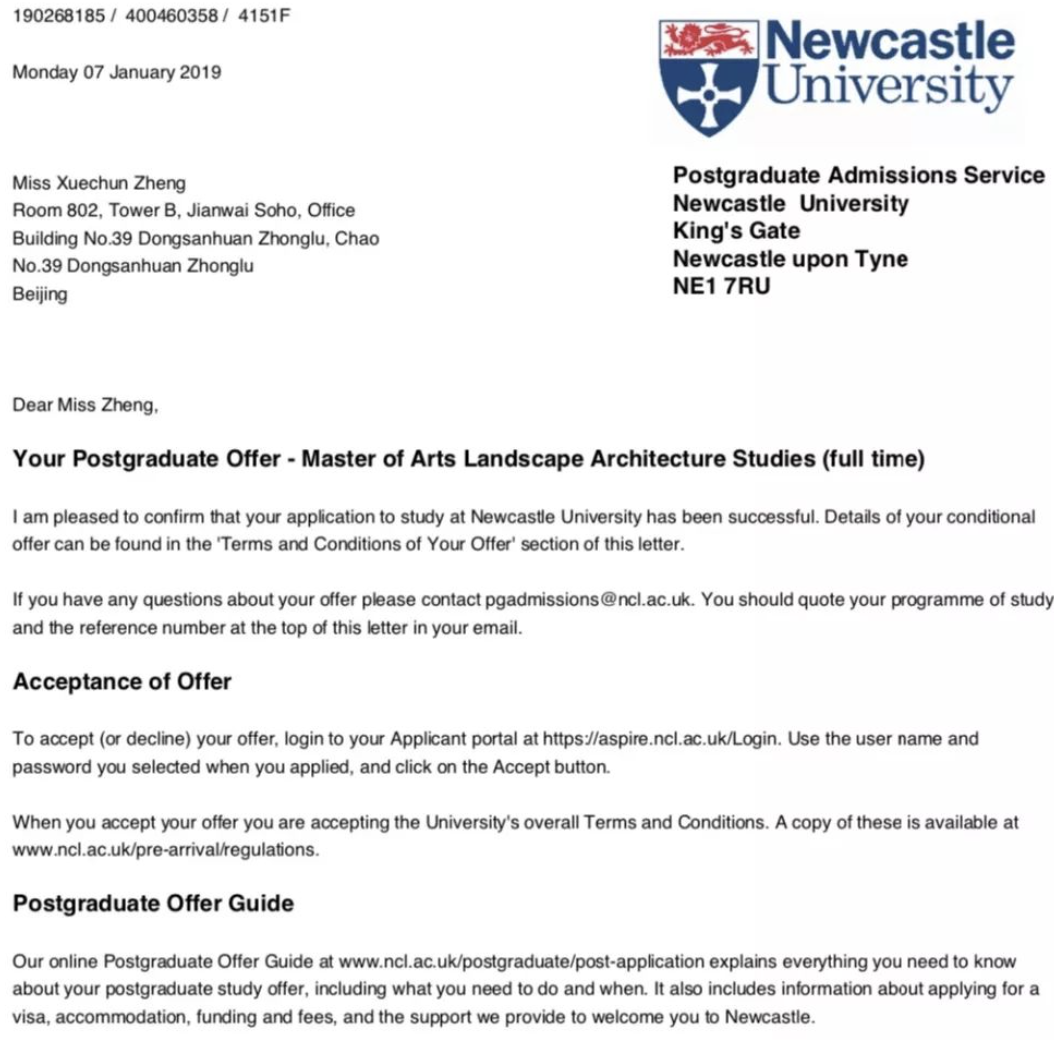 190268185 / 400460358 / 4151F
Monday 07 January 2019
Newcastle
University
Miss Xuechun Zheng
Room 802, Tower B, Jianwai Soho, Office
Building No.39 Dongsanhuan Zhonglu, Chao
No.39 Dongsanhuan Zhonglu
Beijing
Postgraduate Admissions Service
Newcastle University
King's Gate
Newcastle upon Tyne
NE1 7RU
Dear Miss Zheng,
Your Postgraduate Offer - Master of Arts Landscape Architecture Studies (full time)
I am pleased to confirm that your application to study at Newcastle University has been successful. Details of your conditional
offer can be found in the 'Terms and Conditions of Your Offer' section of this letter.
If you have any questions about your offer please contact pgadmissions@ncl.ac.uk. You should quote your programme of study
and the reference number at the top of this letter in your email.
Acceptance of Offer
To accept (or decline) your offer, login to your Applicant portal at https://aspire.ncl.ac.uk/Login. Use the user name and
password you selected when you applied, and click on the Accept button.
When you accept your offer you are accepting the University's overall Terms and Conditions. A copy of these is available at
www.ncl.ac.uk/pre-arrival/regulations.
Postgraduate Offer Guide
Our online Postgraduate Offer Guide at www.ncl.ac.uk/postgraduate/post-application explains everything you need to know
about your postgraduate study offer, including what you need to do and when. It also includes information about applying for a
visa, accommodation, funding and fees, and the support we provide to welcome you to Newcastle.